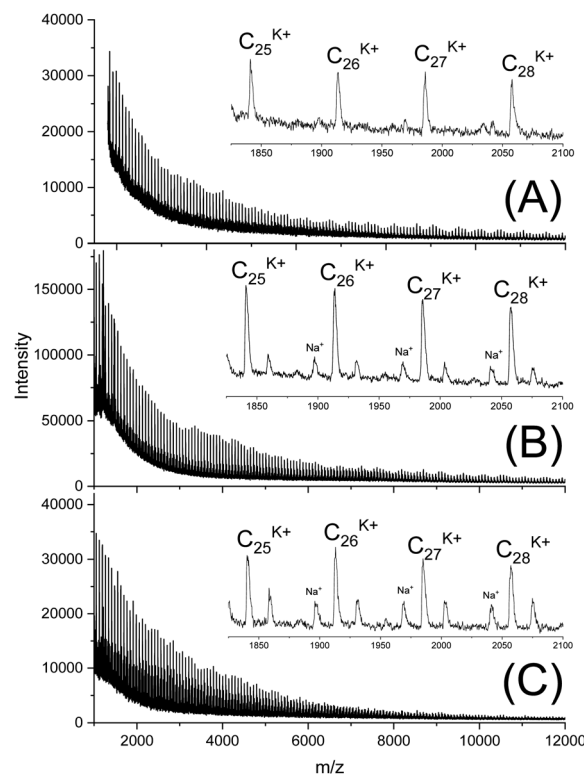 40000
30000
20000
10000
0
C25K+
C26K+
C27K+
C28K+
1850 1900 1950 2000 2050 2100
(A)
150000
100000
50000
0
C25K+
C26K+
C27K+
C28K+
Na+
Na+
Na+
1850 1900 1950 2000 2050 2100
(B)
Intensity
40000
30000
20000
10000
0
C25K+
C26K+
C27K+
C28K+
Na+
Na+
Na+
1850 1900 1950 2000 2050 2100
(C)
2000 4000 6000 8000 10000 12000
m/z